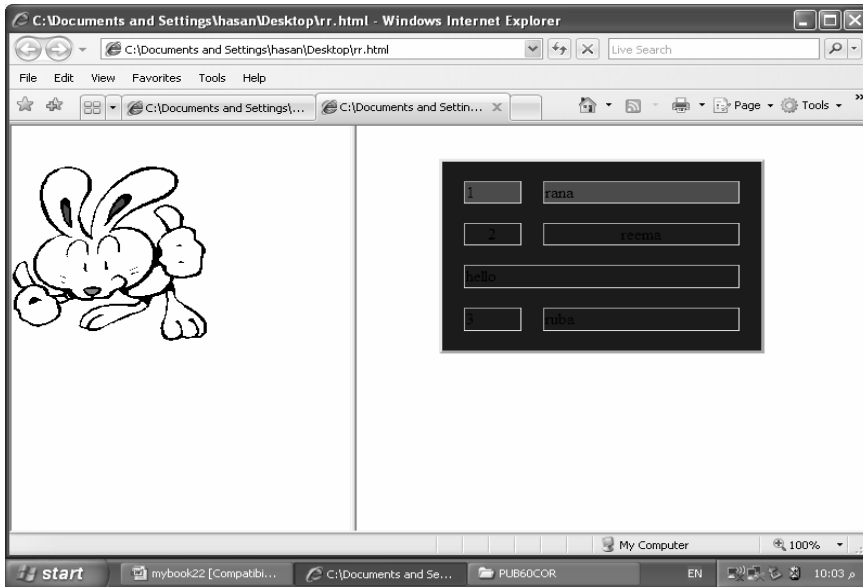 C:\Documents and Settings\hasan\Desktop\rr.html - Windows Internet Explorer
C:\Documents and Settings\hasan\Desktop\rr.html
Live Search
File Edit View Favorites Tools Help
C:\Documents and Settings\... C:\Documents and Settin... Page Tools »
1 rana
2 reema
hello
3 ruba
My Computer 100%
start mybook22 [Compatibi... C:\Documents and Se... PUB60COR EN 10:03 م